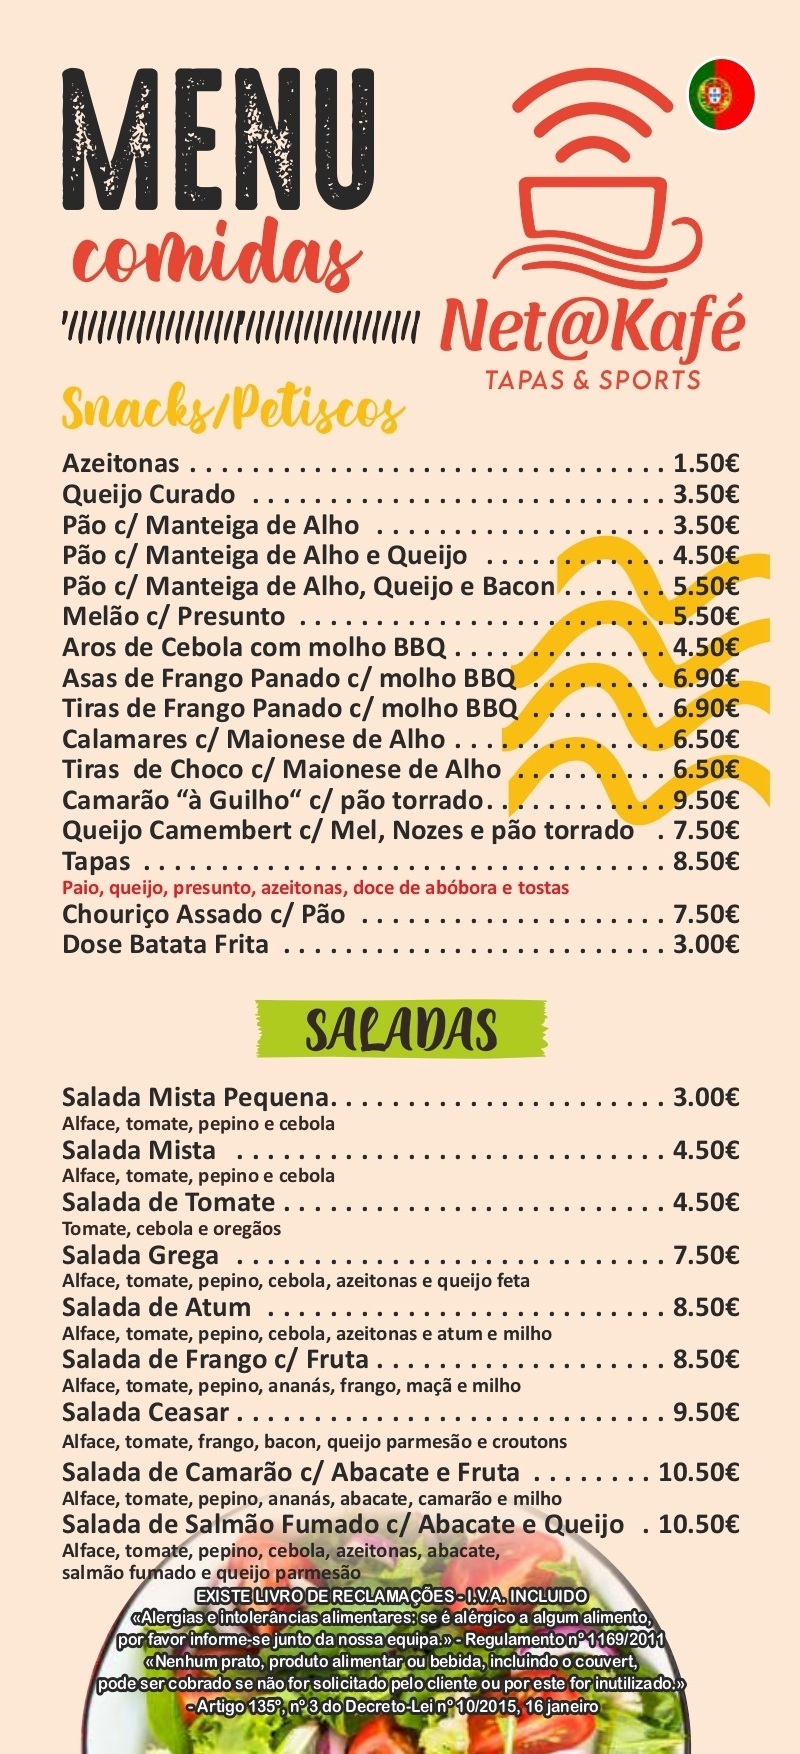 MENU
comidas
Net@Kafé
TAPAS & SPORTS
Snacks/Petiscos
Azeitonas . . . . . . . . . . . . . . . . . . . . . . . . . . . . . . . 1.50€
Queijo Curado . . . . . . . . . . . . . . . . . . . . . . . . . . . 3.50€
Pão c/ Manteiga de Alho . . . . . . . . . . . . . . . . . . . 3.50€
Pão c/ Manteiga de Alho e Queijo . . . . . . . . . . . . 4.50€
Pão c/ Manteiga de Alho, Queijo e Bacon . . . . . . . 5.50€
Melão c/ Presunto . . . . . . . . . . . . . . . . . . . . . . . . 5.50€
Aros de Cebola com molho BBQ . . . . . . . . . . . . . . 4.50€
Asas de Frango Panado c/ molho BBQ . . . . . . . . . 6.90€
Tiras de Frango Panado c/ molho BBQ . . . . . . . . . 6.90€
Calamares c/ Maionese de Alho . . . . . . . . . . . . . . 6.50€
Tiras  de Choco c/ Maionese de Alho . . . . . . . . . . 6.50€
Camarão “à Guilho“ c/ pão torrado. . . . . . . . . . . . 9.50€
Queijo Camembert c/ Mel, Nozes e pão torrado . 7.50€
Tapas . . . . . . . . . . . . . . . . . . . . . . . . . . . . . . . . . . 8.50€
Paio, queijo, presunto, azeitonas, doce de abóbora e tostas
Chouriço Assado c/ Pão . . . . . . . . . . . . . . . . . . . . 7.50€
Dose Batata Frita . . . . . . . . . . . . . . . . . . . . . . . . . 3.00€
SALADAS
Salada Mista Pequena. . . . . . . . . . . . . . . . . . . . . . 3.00€
Alface, tomate, pepino e cebola
Salada Mista . . . . . . . . . . . . . . . . . . . . . . . . . . . . 4.50€
Alface, tomate, pepino e cebola
Salada de Tomate . . . . . . . . . . . . . . . . . . . . . . . . . 4.50€
Tomate, cebola e oregãos
Salada Grega . . . . . . . . . . . . . . . . . . . . . . . . . . . . 7.50€
Alface, tomate, pepino, cebola, azeitonas e queijo feta
Salada de Atum . . . . . . . . . . . . . . . . . . . . . . . . . . 8.50€
Alface, tomate, pepino, cebola, azeitonas e atum e milho
Salada de Frango c/ Fruta . . . . . . . . . . . . . . . . . . . 8.50€
Alface, tomate, pepino, ananás, frango, maçã e milho
Salada Ceasar . . . . . . . . . . . . . . . . . . . . . . . . . . . . 9.50€
Alface, tomate, frango, bacon, queijo parmesão e croutons
Salada de Camarão c/ Abacate e Fruta . . . . . . . . 10.50€
Alface, tomate, pepino, ananás, abacate, camarão e milho
Salada de Salmão Fumado c/ Abacate e Queijo . 10.50€
Alface, tomate, pepino, cebola, azeitonas, abacate,
salmão fumado e queijo parmesão
EXISTE LIVRO DE RECLAMAÇÕES - I.V.A. INCLUIDO
«Alergias e intolerâncias alimentares: se é alérgico a algum alimento,
por favor informe-se junto da nossa equipa.» - Regulamento nº 1169/2011
«Nenhum prato, produto alimentar ou bebida, incluindo o couvert,
pode ser cobrado se não for solicitado pelo cliente ou por este for inutilizado.»
- Artigo 135º, nº 3 do Decreto-Lei nº 10/2015, 16 janeiro